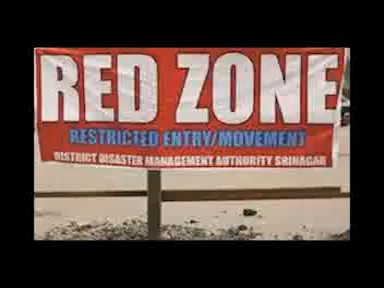 RED ZONE
RESTRICTED ENTRY/MOVEMENT
DISTRICT DISASTER MANAGEMENT AUTHORITY SRINAGAR